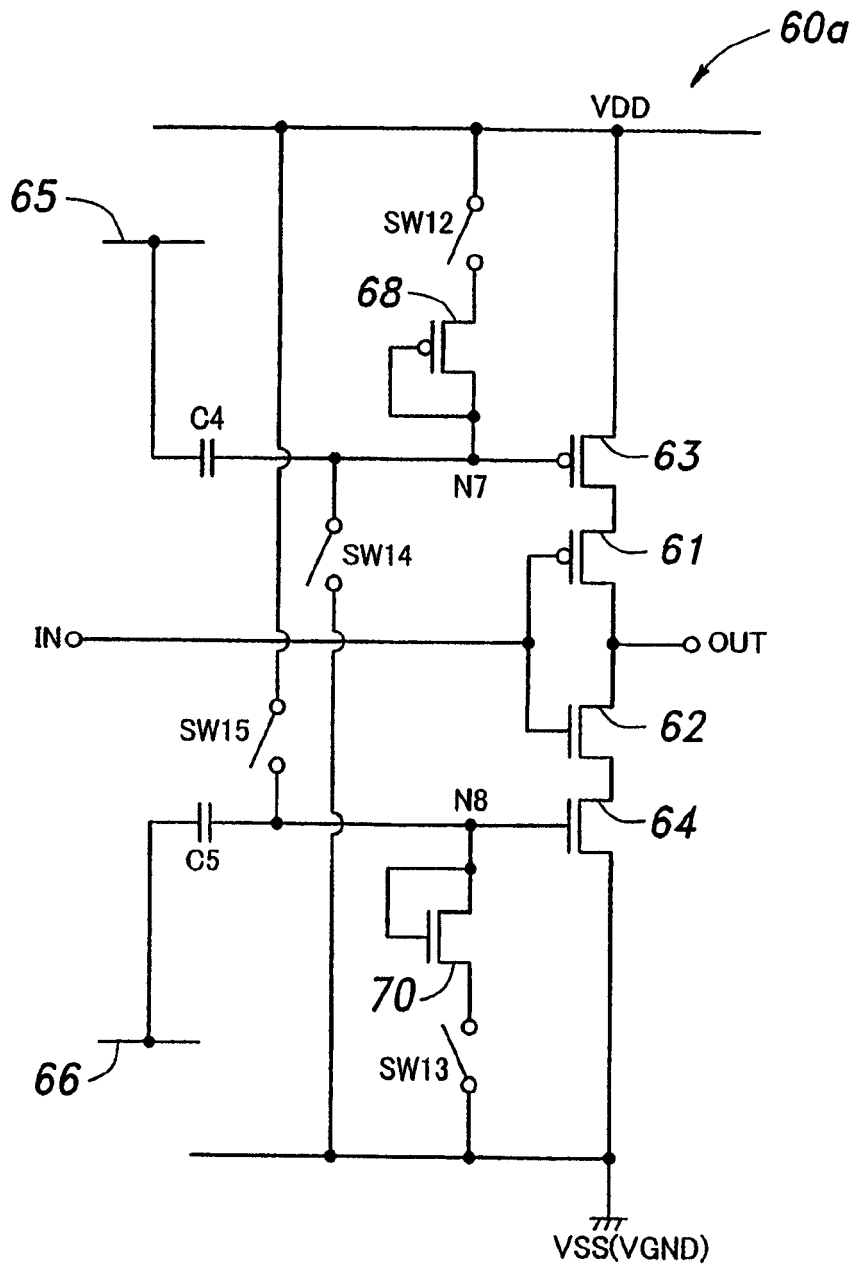 60a
VDD
65
SW12
68
C4
63
N7
61
SW14
IN
OUT
SW15
62
N8
64
C5
70
SW13
66
VSS(VGND)